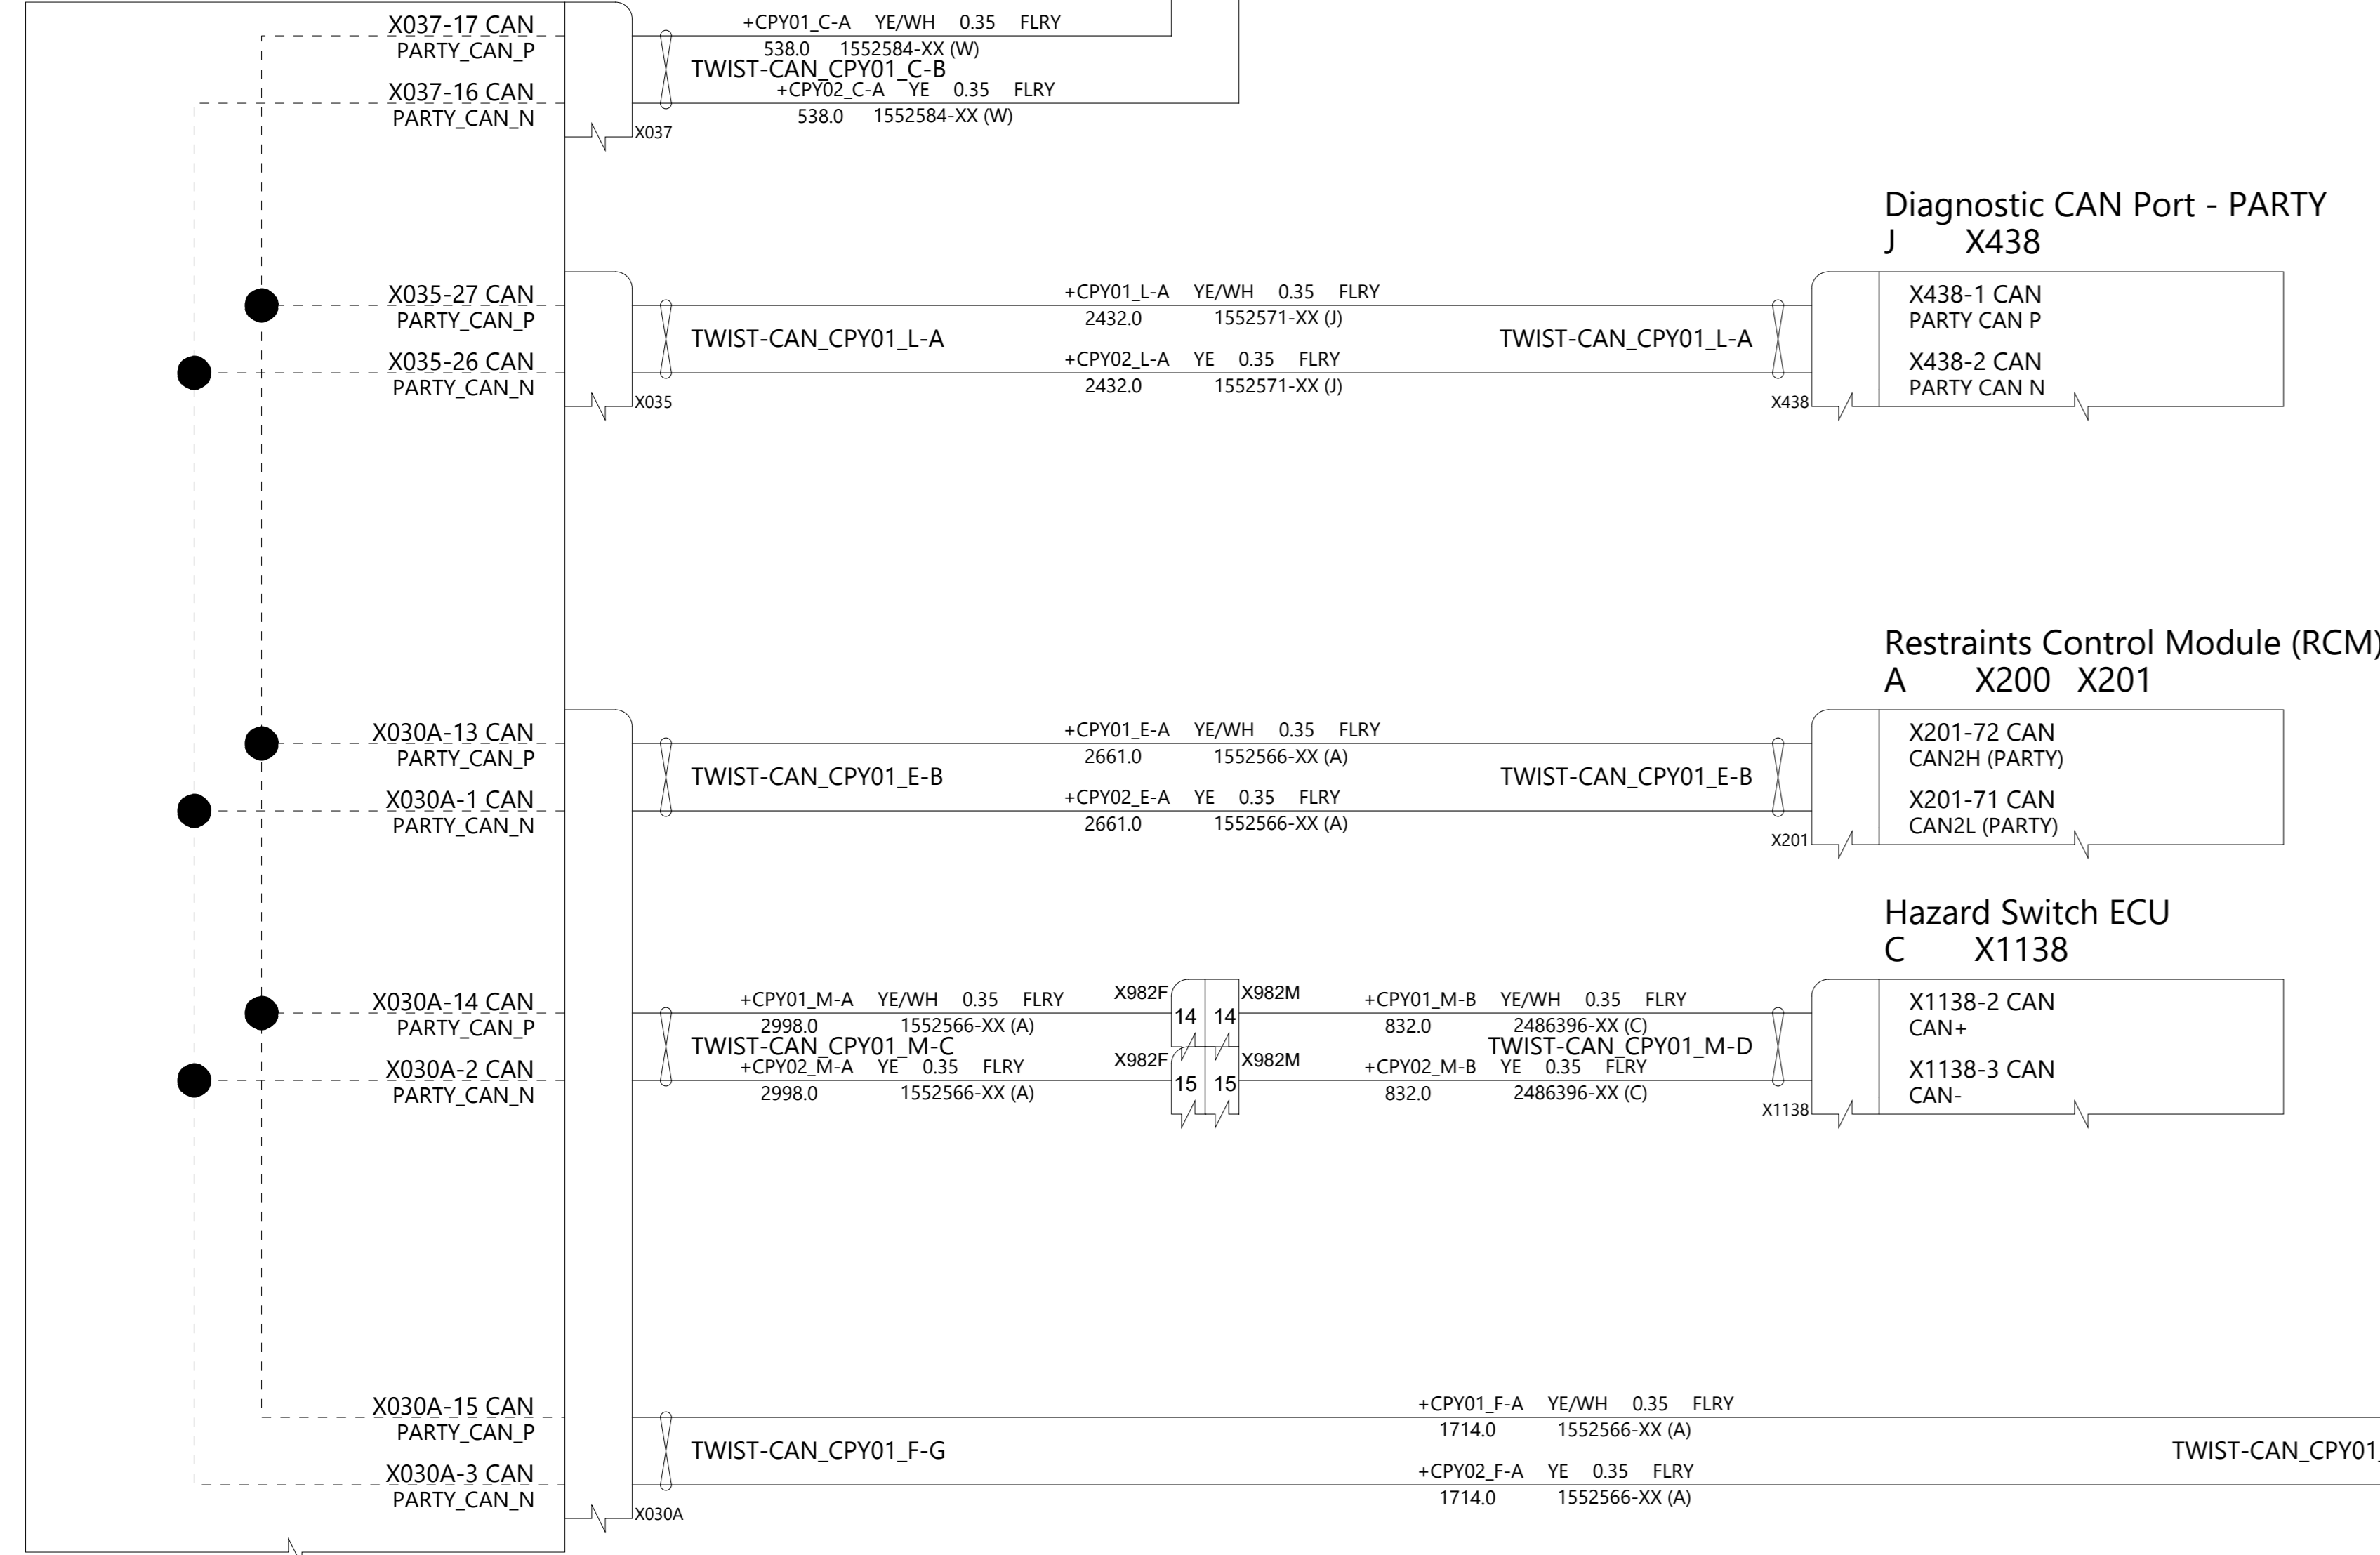 X037-17 CAN
PARTY_CAN_P
+CPY01_C-A YE/WH 0.35 FLRY
538.0 1552584-XX (W)
TWIST-CAN_CPY01_C-B
X037-16 CAN
PARTY_CAN_N
+CPY02_C-A YE 0.35 FLRY
538.0 1552584-XX (W)
X037
Diagnostic CAN Port - PARTY
J X438
X035-27 CAN
PARTY_CAN_P
+CPY01_L-A YE/WH 0.35 FLRY
2432.0 1552571-XX (J)
X438-1 CAN
PARTY CAN P
TWIST-CAN_CPY01_L-A
TWIST-CAN_CPY01_L-A
X035-26 CAN
PARTY_CAN_N
+CPY02_L-A YE 0.35 FLRY
2432.0 1552571-XX (J)
X438-2 CAN
PARTY CAN N
X035
X438
Restraints Control Module (RCM)
A X200 X201
X030A-13 CAN
PARTY_CAN_P
+CPY01_E-A YE/WH 0.35 FLRY
2661.0 1552566-XX (A)
X201-72 CAN
CAN2H (PARTY)
TWIST-CAN_CPY01_E-B
TWIST-CAN_CPY01_E-B
X030A-1 CAN
PARTY_CAN_N
+CPY02_E-A YE 0.35 FLRY
2661.0 1552566-XX (A)
X201-71 CAN
CAN2L (PARTY)
X201
Hazard Switch ECU
C X1138
X030A-14 CAN
PARTY_CAN_P
+CPY01_M-A YE/WH 0.35 FLRY
2998.0 1552566-XX (A)
X982F
14 14
X982M
+CPY01_M-B YE/WH 0.35 FLRY
832.0 2486396-XX (C)
X1138-2 CAN
CAN+
TWIST-CAN_CPY01_M-C
TWIST-CAN_CPY01_M-D
X030A-2 CAN
PARTY_CAN_N
+CPY02_M-A YE 0.35 FLRY
2998.0 1552566-XX (A)
X982F
15 15
X982M
+CPY02_M-B YE 0.35 FLRY
832.0 2486396-XX (C)
X1138-3 CAN
CAN-
X1138
X030A-15 CAN
PARTY_CAN_P
+CPY01_F-A YE/WH 0.35 FLRY
1714.0 1552566-XX (A)
TWIST-CAN_CPY01_F-G
TWIST-CAN_CPY01_
X030A-3 CAN
PARTY_CAN_N
+CPY02_F-A YE 0.35 FLRY
1714.0 1552566-XX (A)
X030A